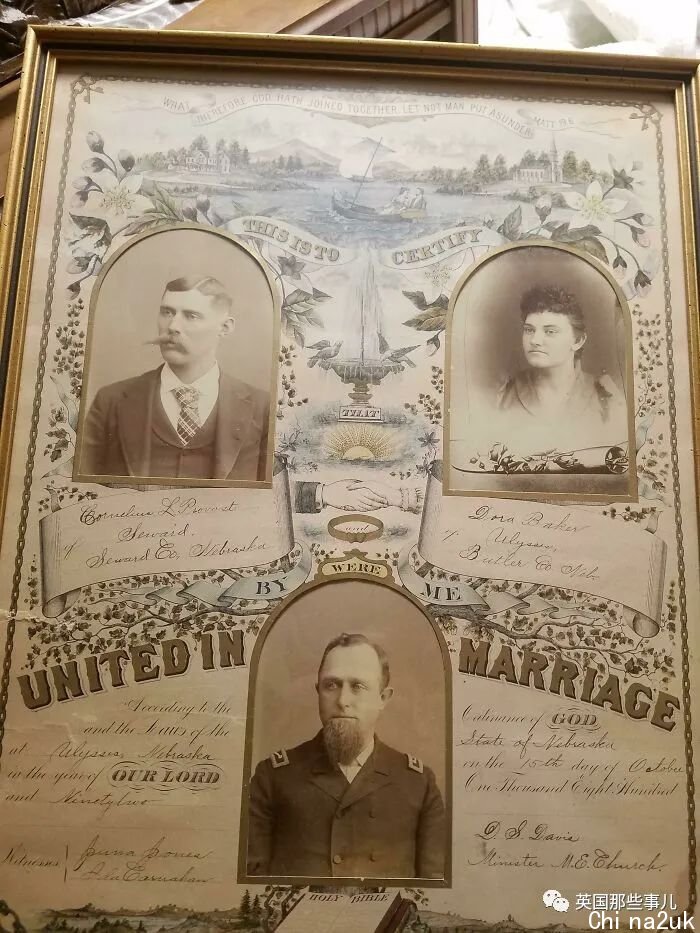 WHAT THEREFORE GOD HATH JOINED TOGETHER, LET NOT MAN PUT ASUNDER MATT 19.6
THIS IS TO CERTIFY
THAT
Cornelius L. Provost
of Seward,
Seward Co, Nebraska
and
Dora Baker
of Ulysses,
Butler Co Neb.
WERE
BY ME
UNITED IN MARRIAGE
According to the Ordinance of GOD
and the Laws of the State of Nebraska
at Ulysses, Nebraska on the 15th day of October
in the year of OUR LORD One Thousand Eight Hundred
and Ninetytwo
D. S. Davis
Minister M.E. Church.
Witnesses
Jones
Carnahan
HOLY BIBLE
英国那些事儿
Chi na2uk